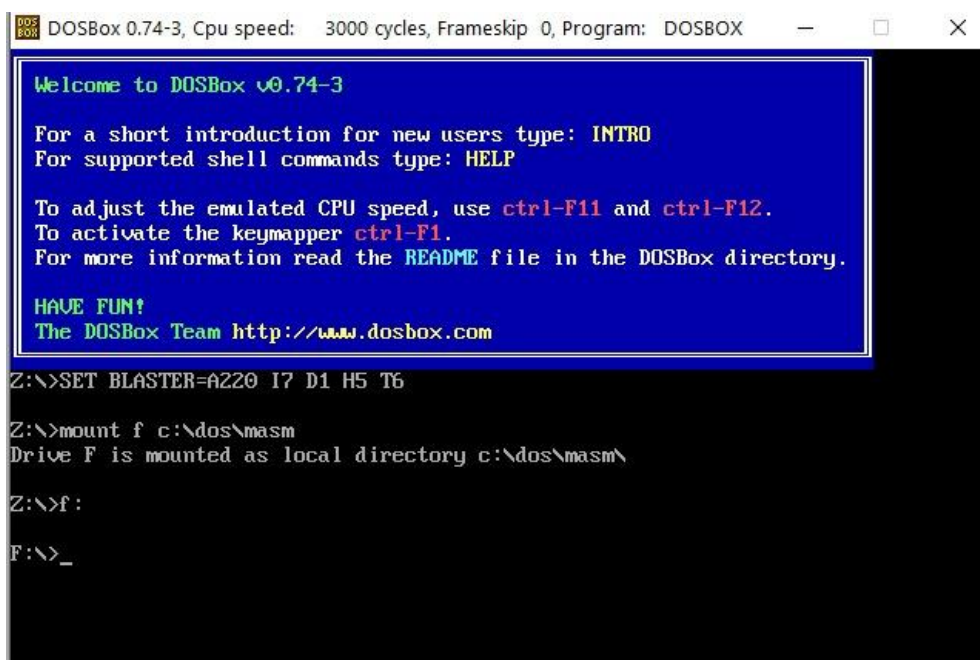 DOS BOX
DOSBox 0.74-3, Cpu speed: 3000 cycles, Frameskip 0, Program: DOSBOX
Welcome to DOSBox v0.74-3
For a short introduction for new users type: INTRO
For supported shell commands type: HELP
To adjust the emulated CPU speed, use ctrl-F11 and ctrl-F12.
To activate the keymapper ctrl-F1.
For more information read the README file in the DOSBox directory.
HAVE FUN!
The DOSBox Team http://www.dosbox.com
Z:\>SET BLASTER=A220 I7 D1 H5 T6
Z:\>mount f c:\dos\masm
Drive F is mounted as local directory c:\dos\masm\
Z:\>f:
F:\>_